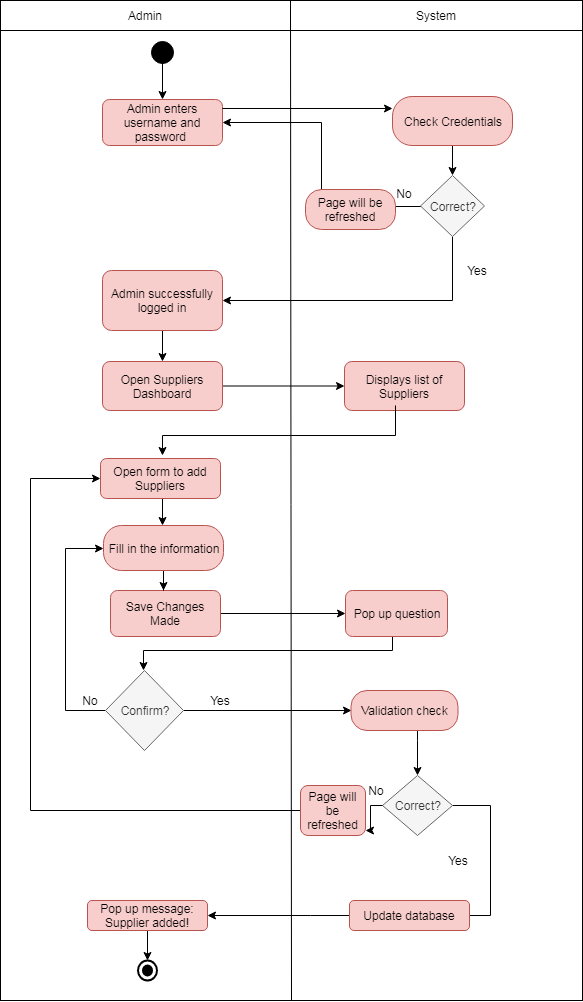 Admin
System
Admin enters
username and
password
Check Credentials
Page will be
refreshed
No
Correct?
Yes
Admin successfully
logged in
Open Suppliers
Dashboard
Displays list of
Suppliers
Open form to add
Suppliers
Fill in the information
Save Changes
Made
Pop up question
No
Confirm?
Yes
Validation check
Page will
be
refreshed
No
Correct?
Yes
Pop up message:
Supplier added!
Update database